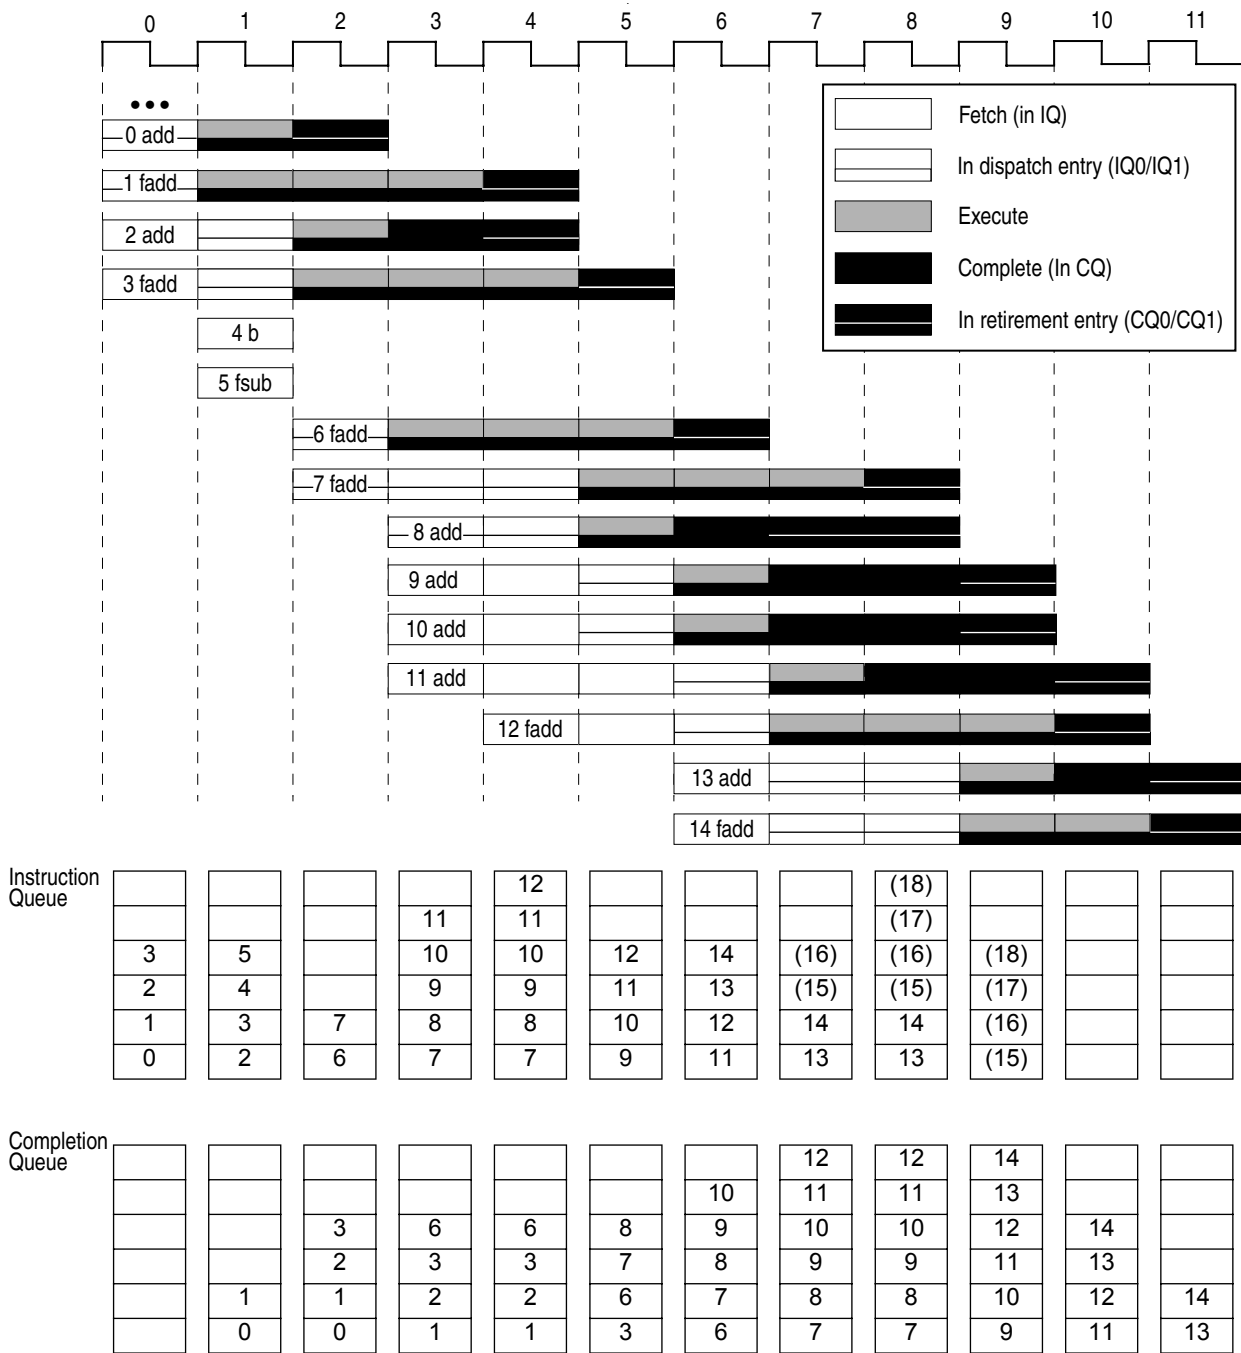 0 1 2 3 4 5 6 7 8 9 10 11
•••
0 add
1 fadd
2 add
3 fadd
4 b
5 fsub
6 fadd
7 fadd
8 add
9 add
10 add
11 add
12 fadd
13 add
14 fadd
Fetch (in IQ)
In dispatch entry (IQ0/IQ1)
Execute
Complete (In CQ)
In retirement entry (CQ0/CQ1)
Instruction
Queue
12 (18)
11 11 (17)
3 5 10 10 12 14 (16) (16) (18)
2 4 9 9 11 13 (15) (15) (17)
1 3 7 8 8 10 12 14 14 (16)
0 2 6 7 7 9 11 13 13 (15)
Completion
Queue
12 12 14
10 11 11 13
3 6 6 8 9 10 10 12 14
2 3 3 7 8 9 9 11 13
1 1 2 2 6 7 8 8 10 12 14
0 0 1 1 3 6 7 7 9 11 13